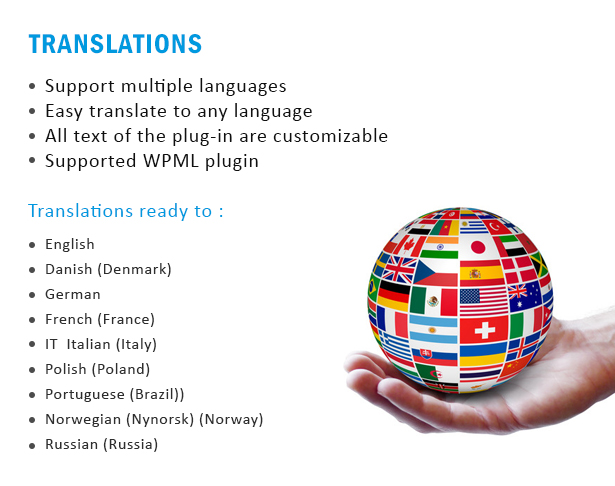 TRANSLATIONS
• Support multiple languages
• Easy translate to any language
• All text of the plug-in are customizable
• Supported WPML plugin
Translations ready to :
• English
• Danish (Denmark)
• German
• French (France)
• IT  Italian (Italy)
• Polish (Poland)
• Portuguese (Brazil))
• Norwegian (Nynorsk) (Norway)
• Russian (Russia)